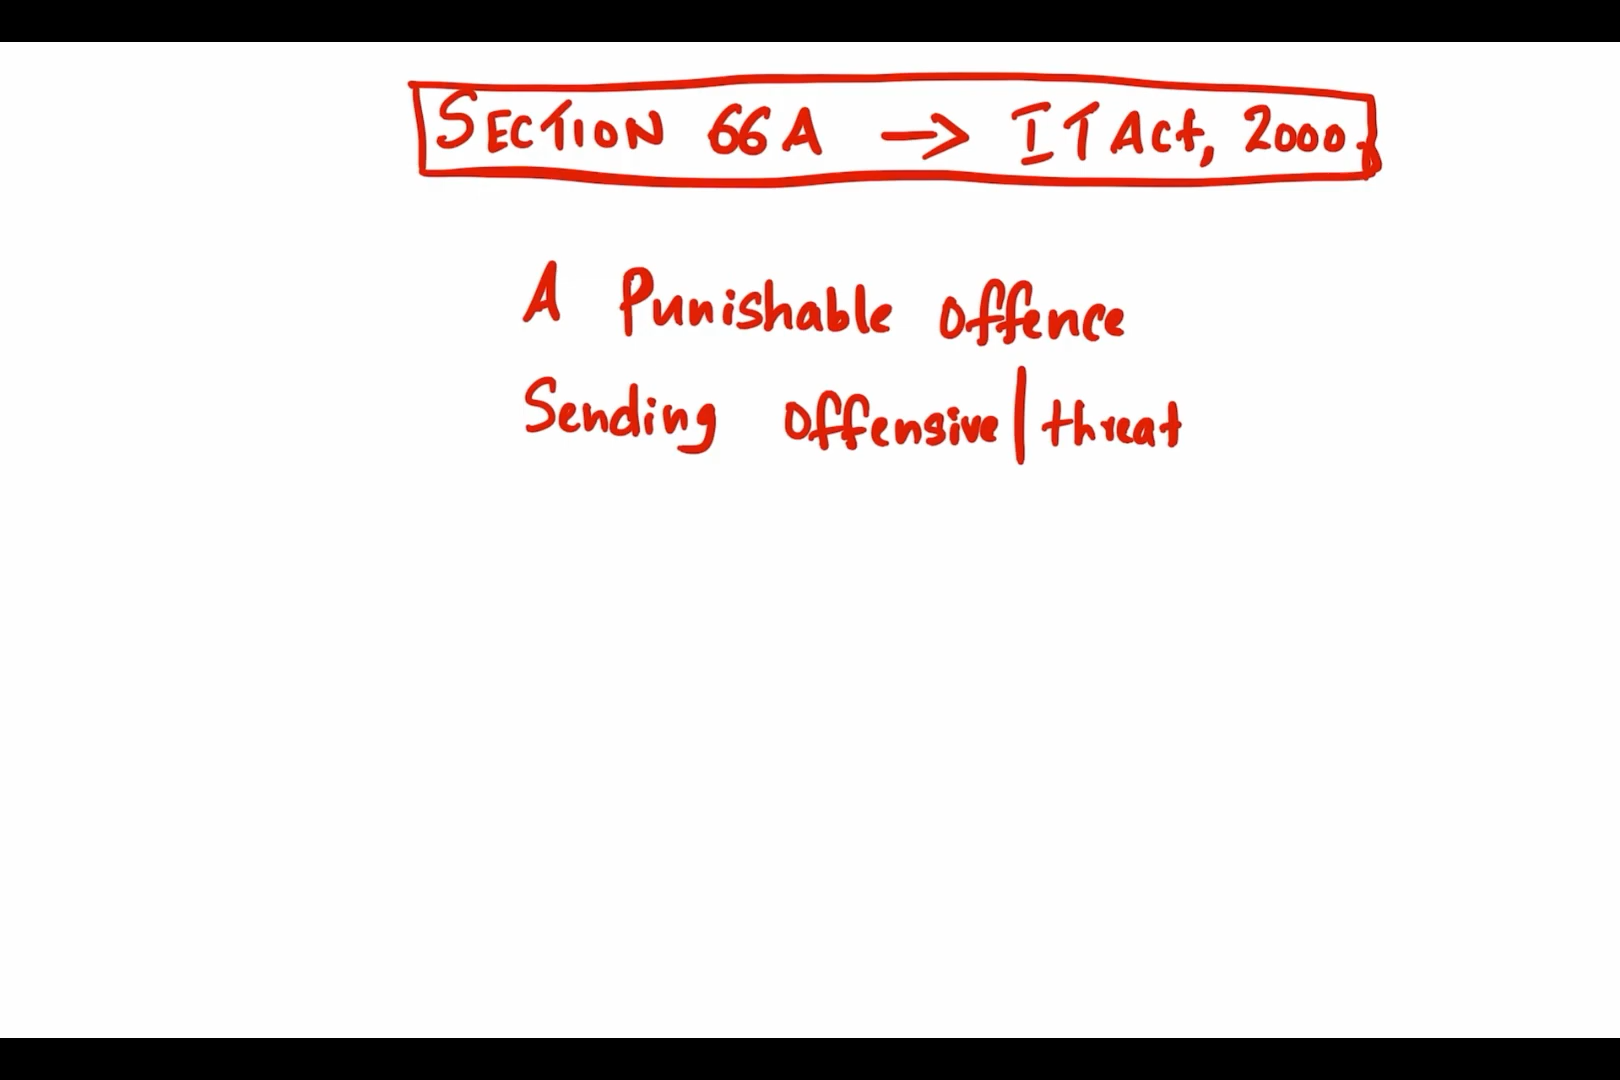 SECTION 66A → IT Act, 2000.
A Punishable offence
Sending offensive/threat